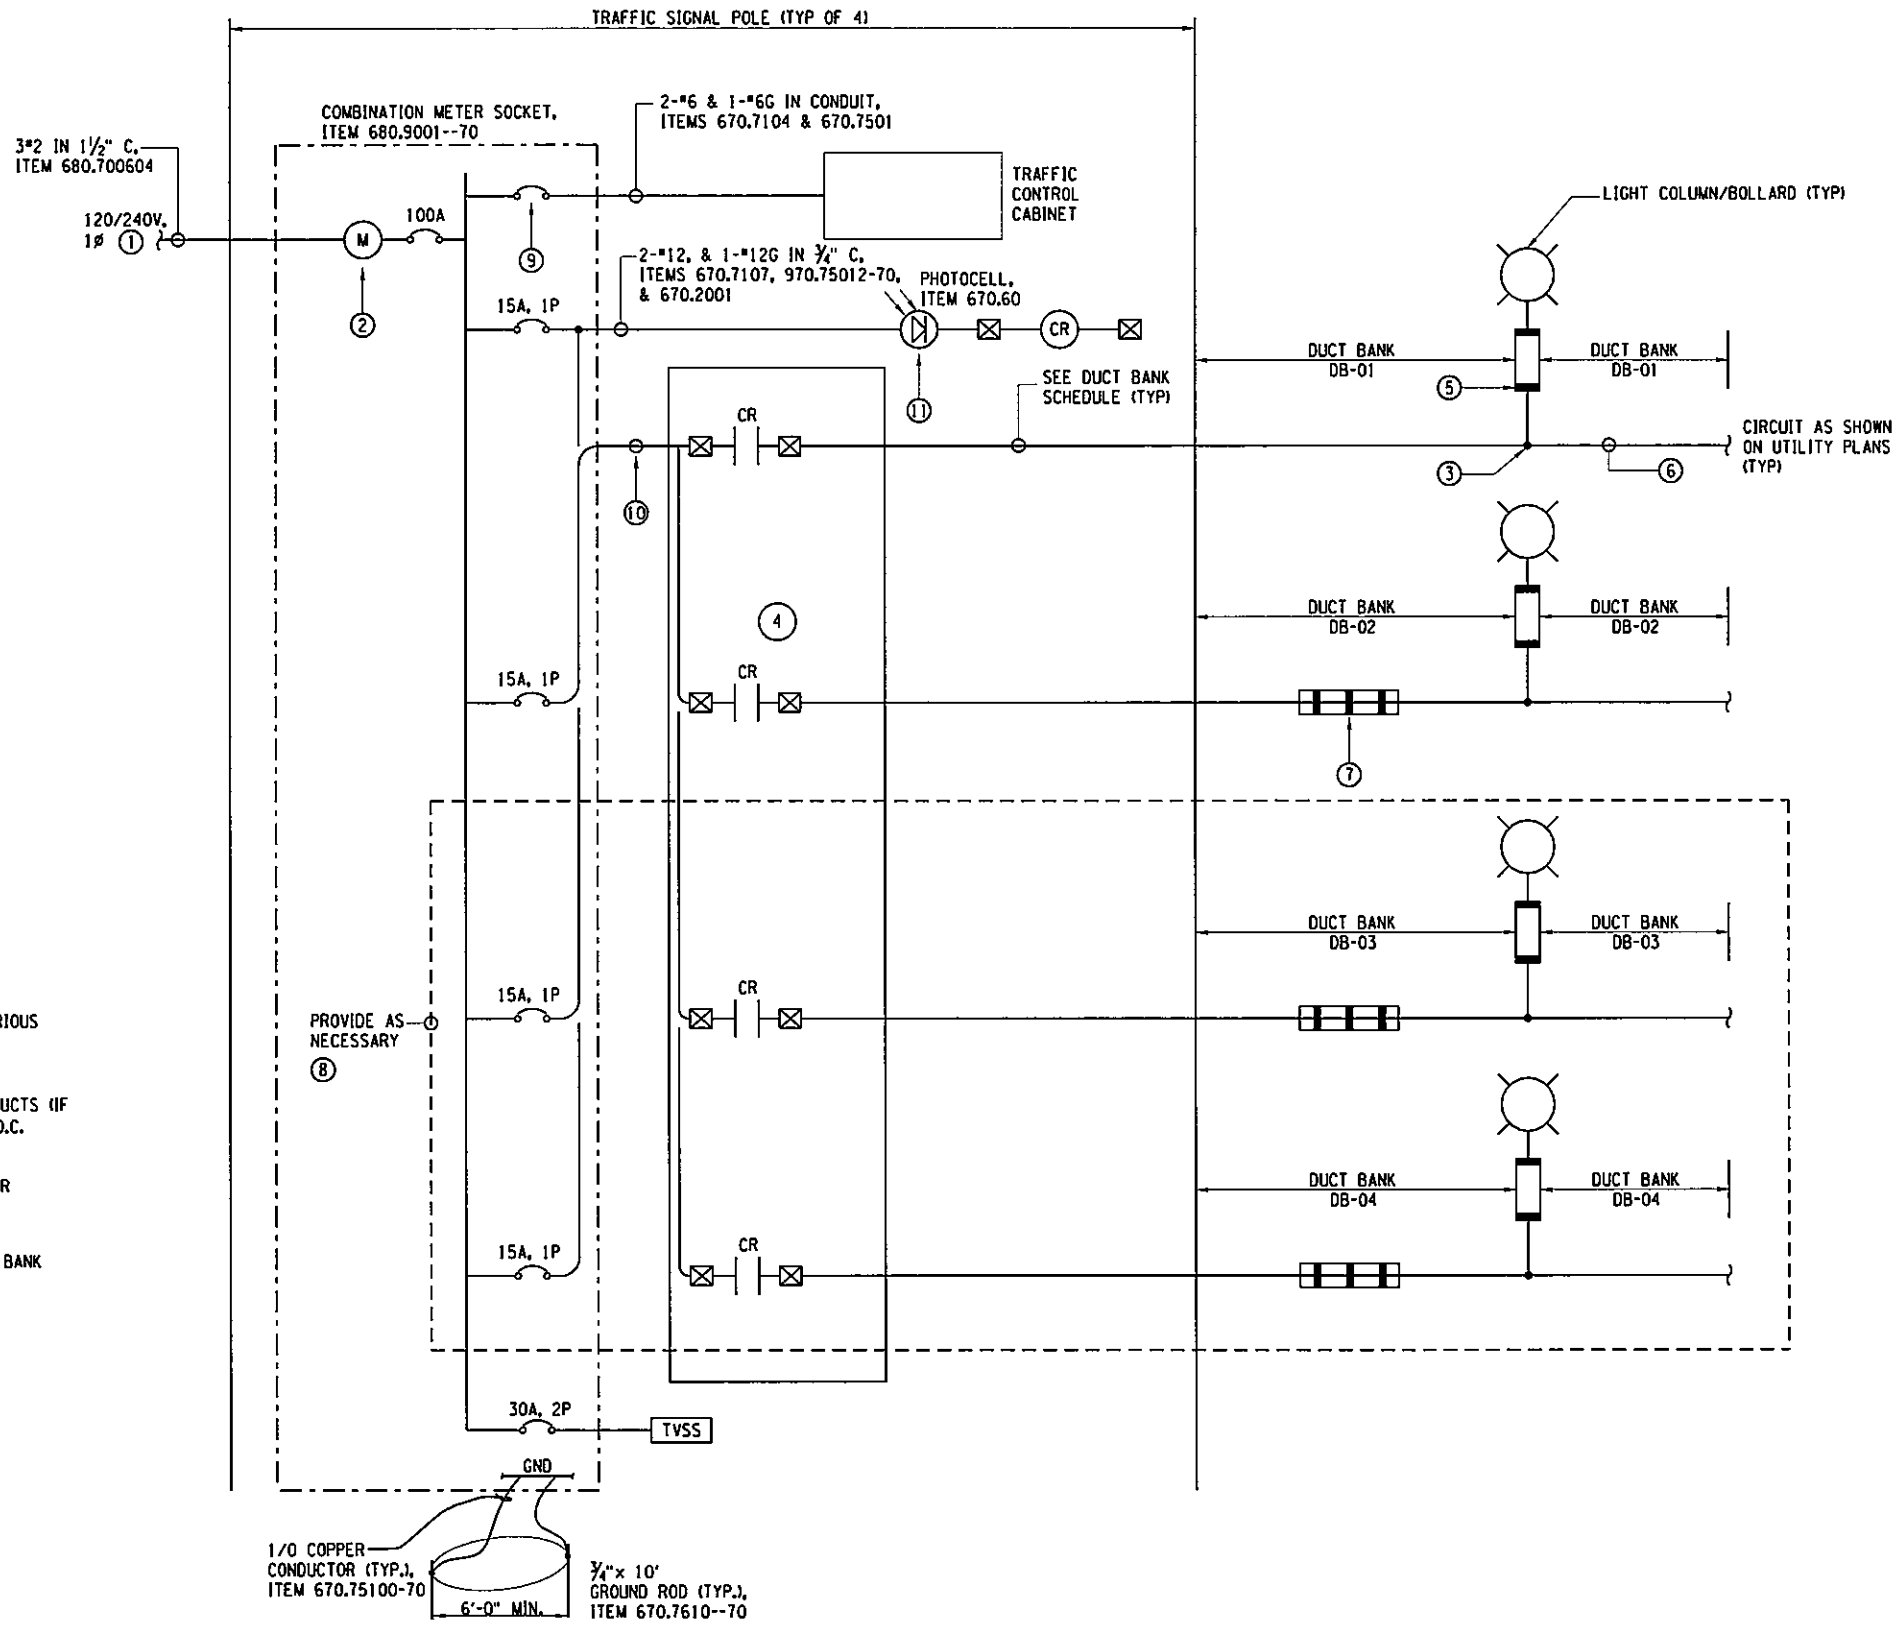 TRAFFIC SIGNAL POLE (TYP OF 4)
COMBINATION METER SOCKET,
ITEM 680.9001--70
2-#6 & 1-#6G IN CONDUIT,
ITEMS 670.7104 & 670.7501
3#2 IN 1½" C,
ITEM 680.700604
TRAFFIC
CONTROL
CABINET
LIGHT COLUMN/BOLLARD (TYP)
120/240V,
1ø 1
M
100A
9
2
2-#12, & 1-#12G IN ¾" C,
ITEMS 670.7107, 970.75012-70,
& 670.2001
PHOTOCELL,
ITEM 670.60
15A, 1P
CR
11
SEE DUCT BANK
SCHEDULE (TYP)
DUCT BANK
DB-01
DUCT BANK
DB-01
5
CR
10
3
6
CIRCUIT AS SHOWN
ON UTILITY PLANS
(TYP)
4
DUCT BANK
DB-02
DUCT BANK
DB-02
15A, 1P
CR
7
DUCT BANK
DB-03
DUCT BANK
DB-03
15A, 1P
CR
PROVIDE AS
NECESSARY
8
RIOUS
UCTS (IF
O.C.
R
BANK
DUCT BANK
DB-04
DUCT BANK
DB-04
15A, 1P
CR
30A, 2P
TVSS
GND
1/0 COPPER
CONDUCTOR (TYP.),
ITEM 670.75100-70
6'-0" MIN.
¾"x 10'
GROUND ROD (TYP.),
ITEM 670.7610--70